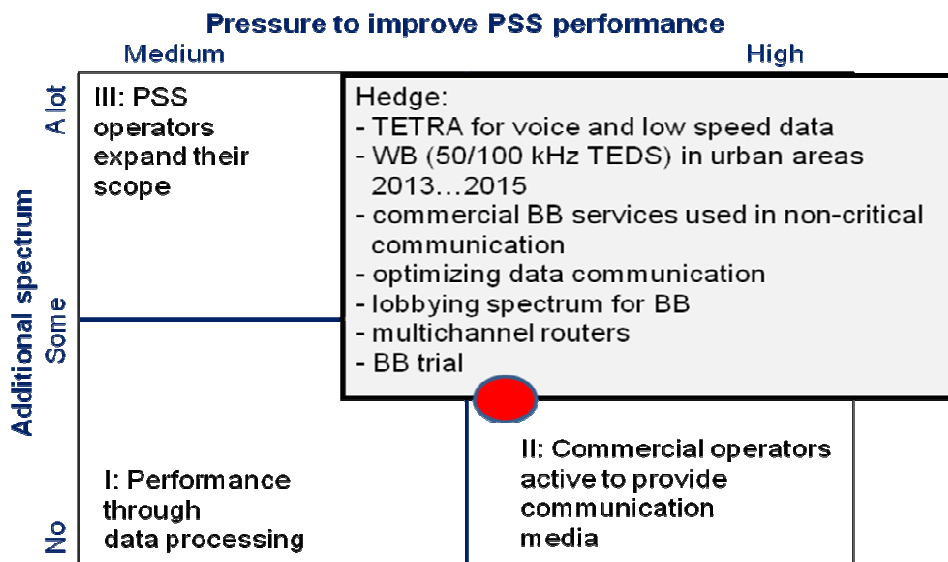 Pressure to improve PSS performance
Medium
High
Additional spectrum
A lot
Some
No
III: PSS
operators
expand their
scope
Hedge:
- TETRA for voice and low speed data
- WB (50/100 kHz TEDS) in urban areas
2013…2015
- commercial BB services used in non-critical
communication
- optimizing data communication
- lobbying spectrum for BB
- multichannel routers
- BB trial
I: Performance
through
data processing
II: Commercial operators
active to provide
communication
media